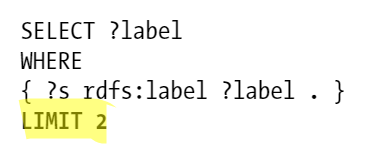 SELECT ?label
WHERE
{ ?s rdfs:label ?label . }
LIMIT 2